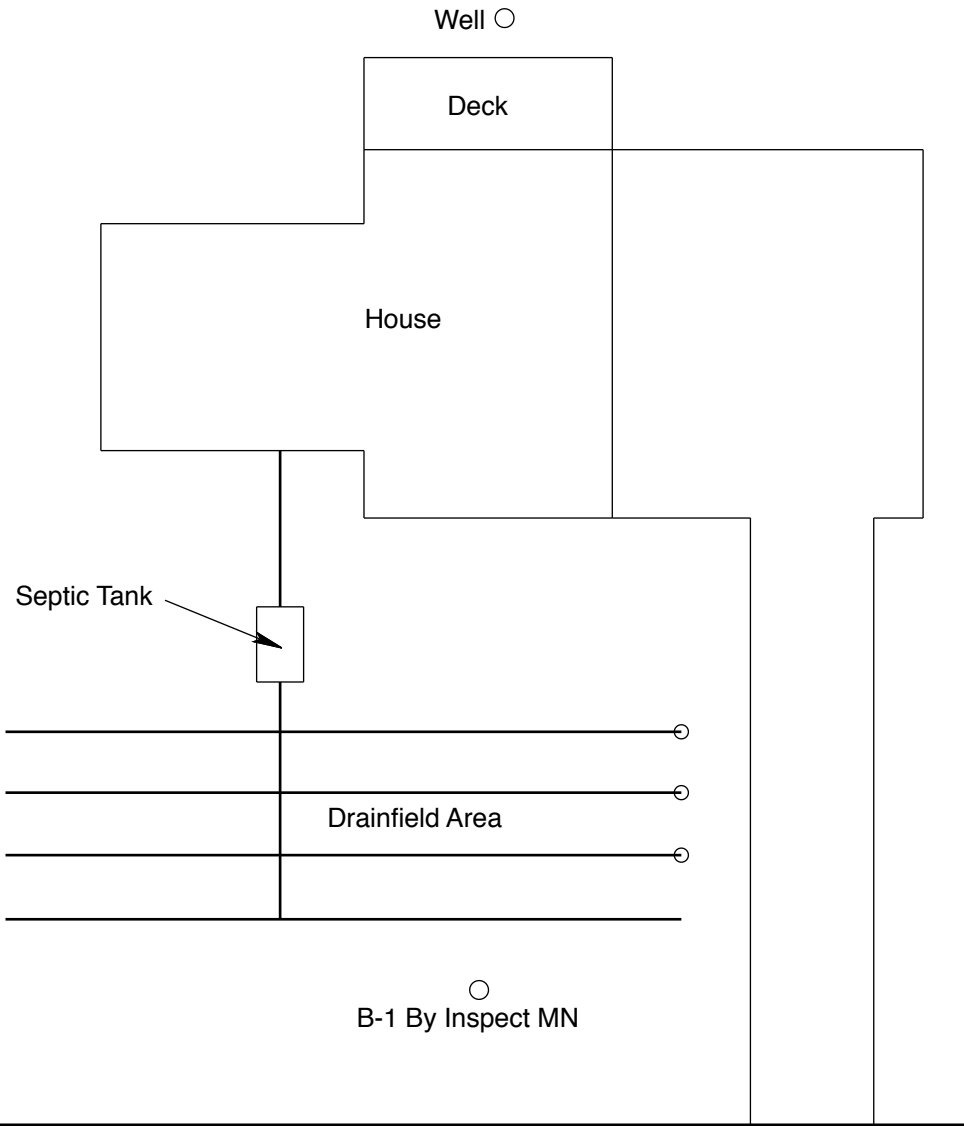 Well
Deck
House
Septic Tank
Drainfield Area
B-1 By Inspect MN